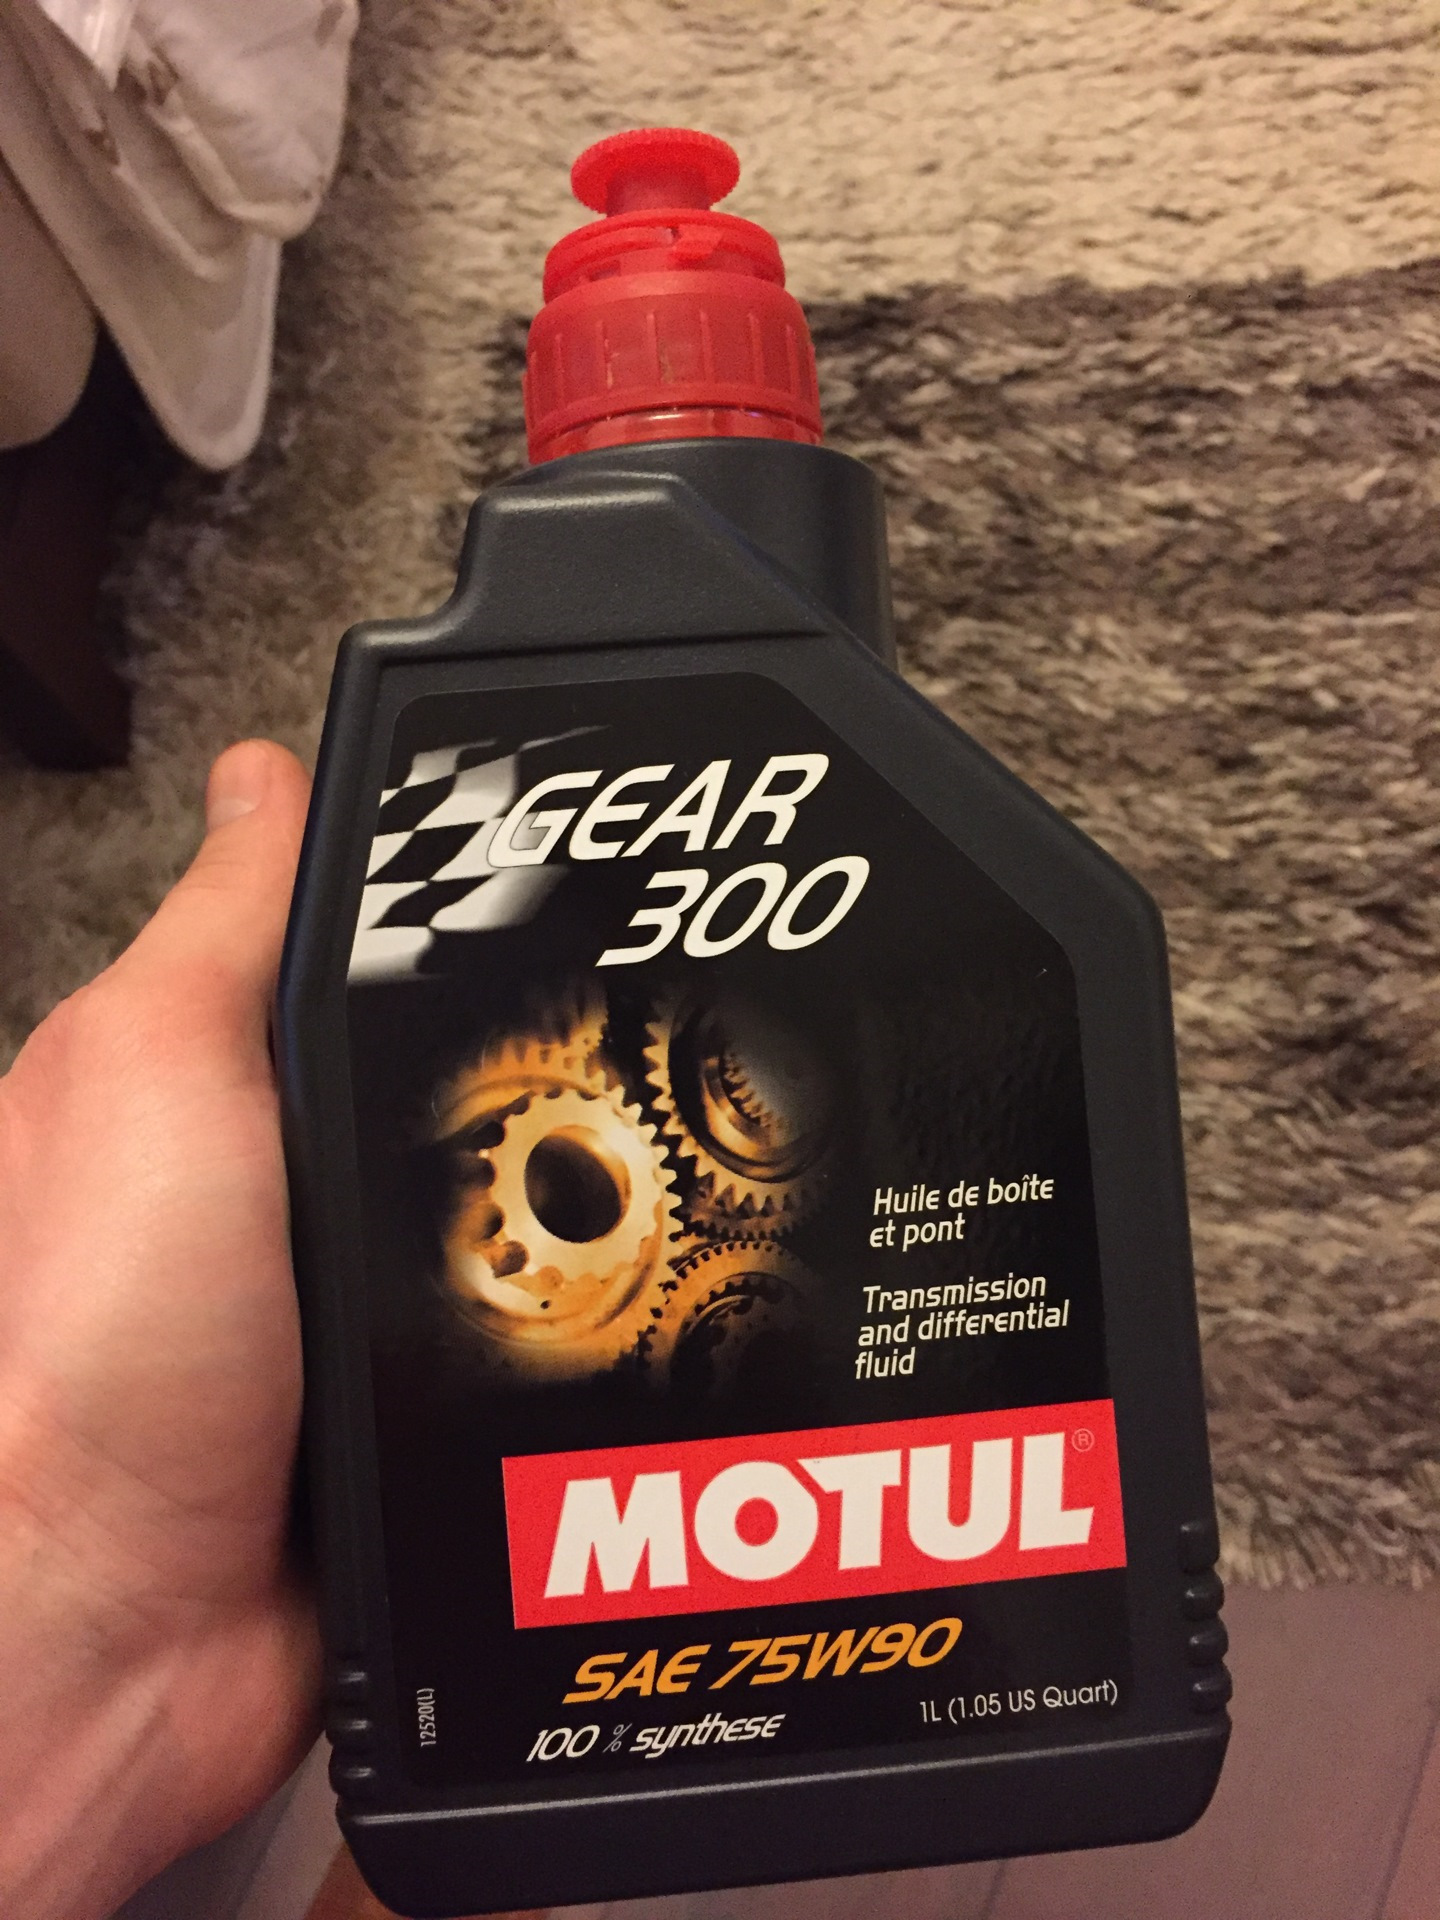 GEAR
300
Huile de boîte
et pont
Transmission
and differential
fluid
MOTUL®
SAE 75W90
100 % synthese
1L (1.05 US Quart)
12520(L)